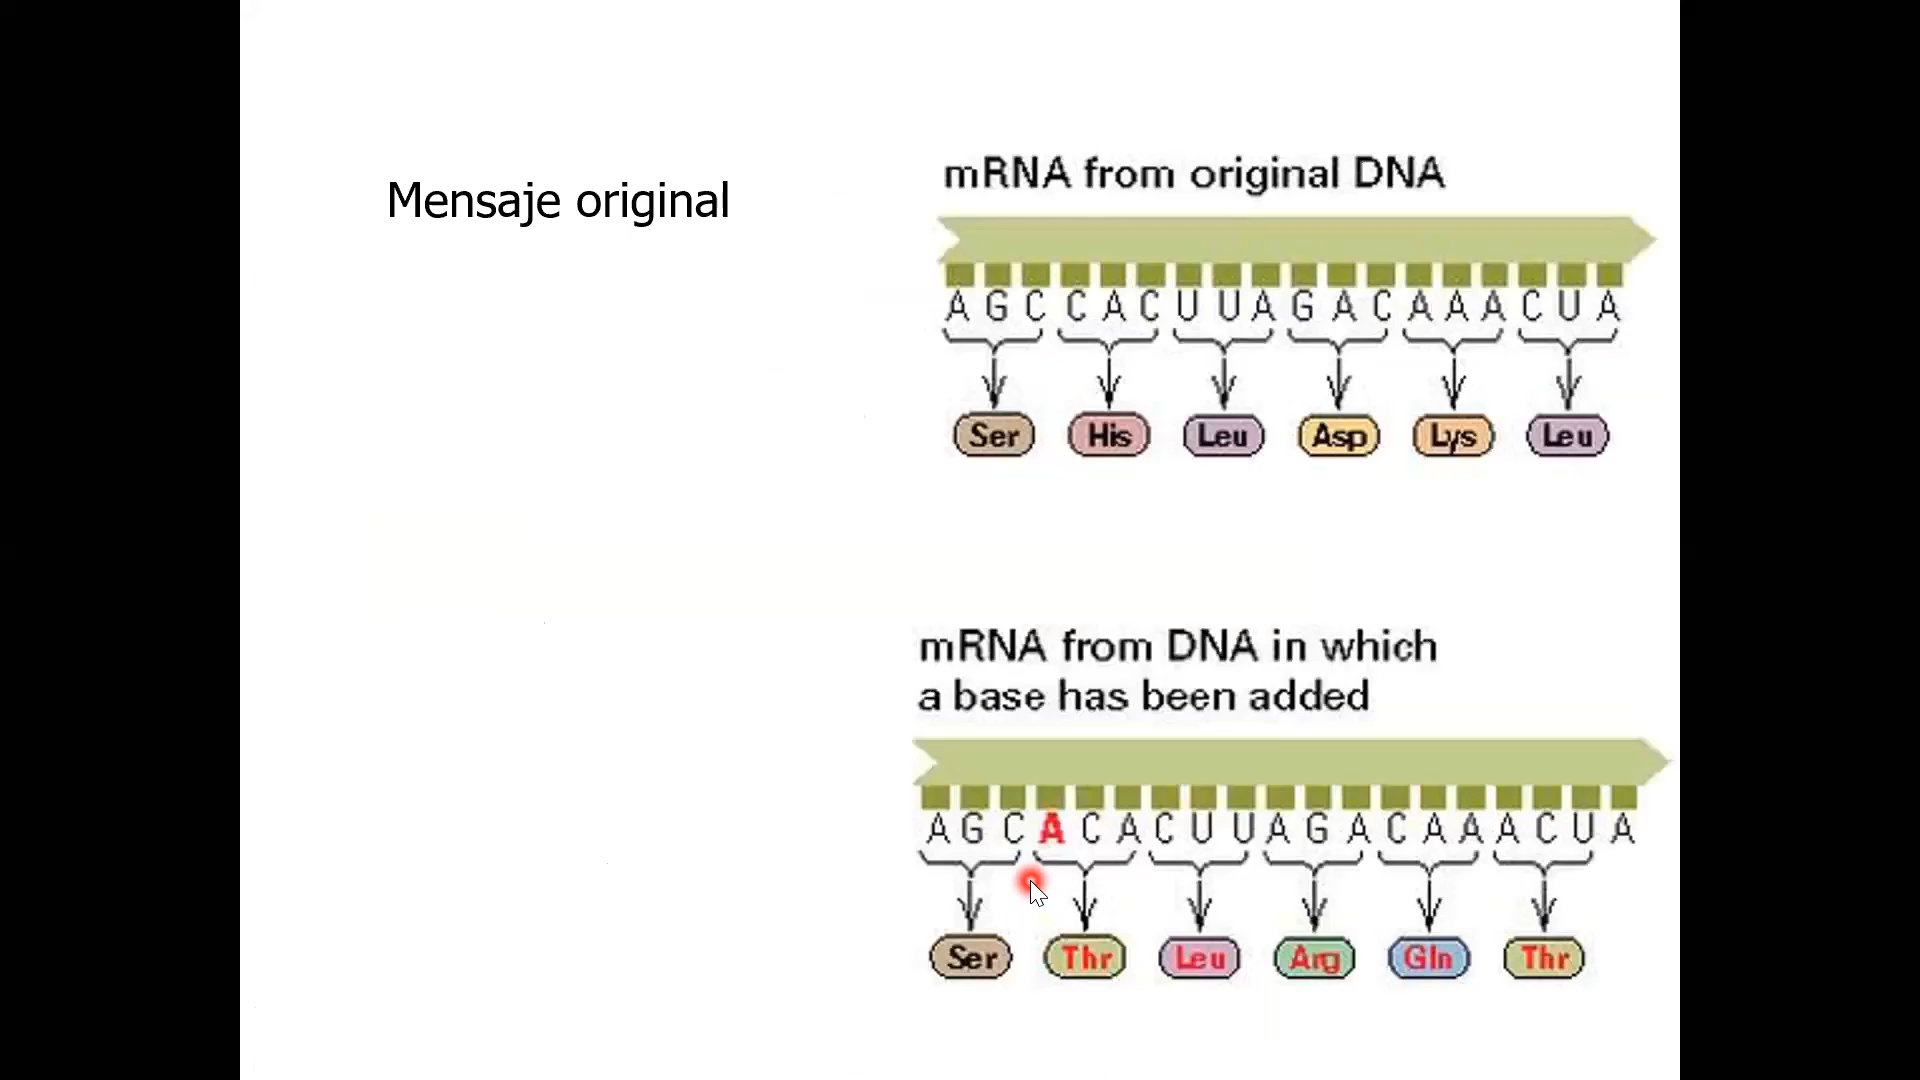 Mensaje original
mRNA from original DNA
A G C C A C U U A G A C A A A C U A
Ser His Leu Asp Lys Leu
mRNA from DNA in which
a base has been added
A G C A C A C U U A G A C A A A C U A
Ser Thr Leu Arg Gln Thr